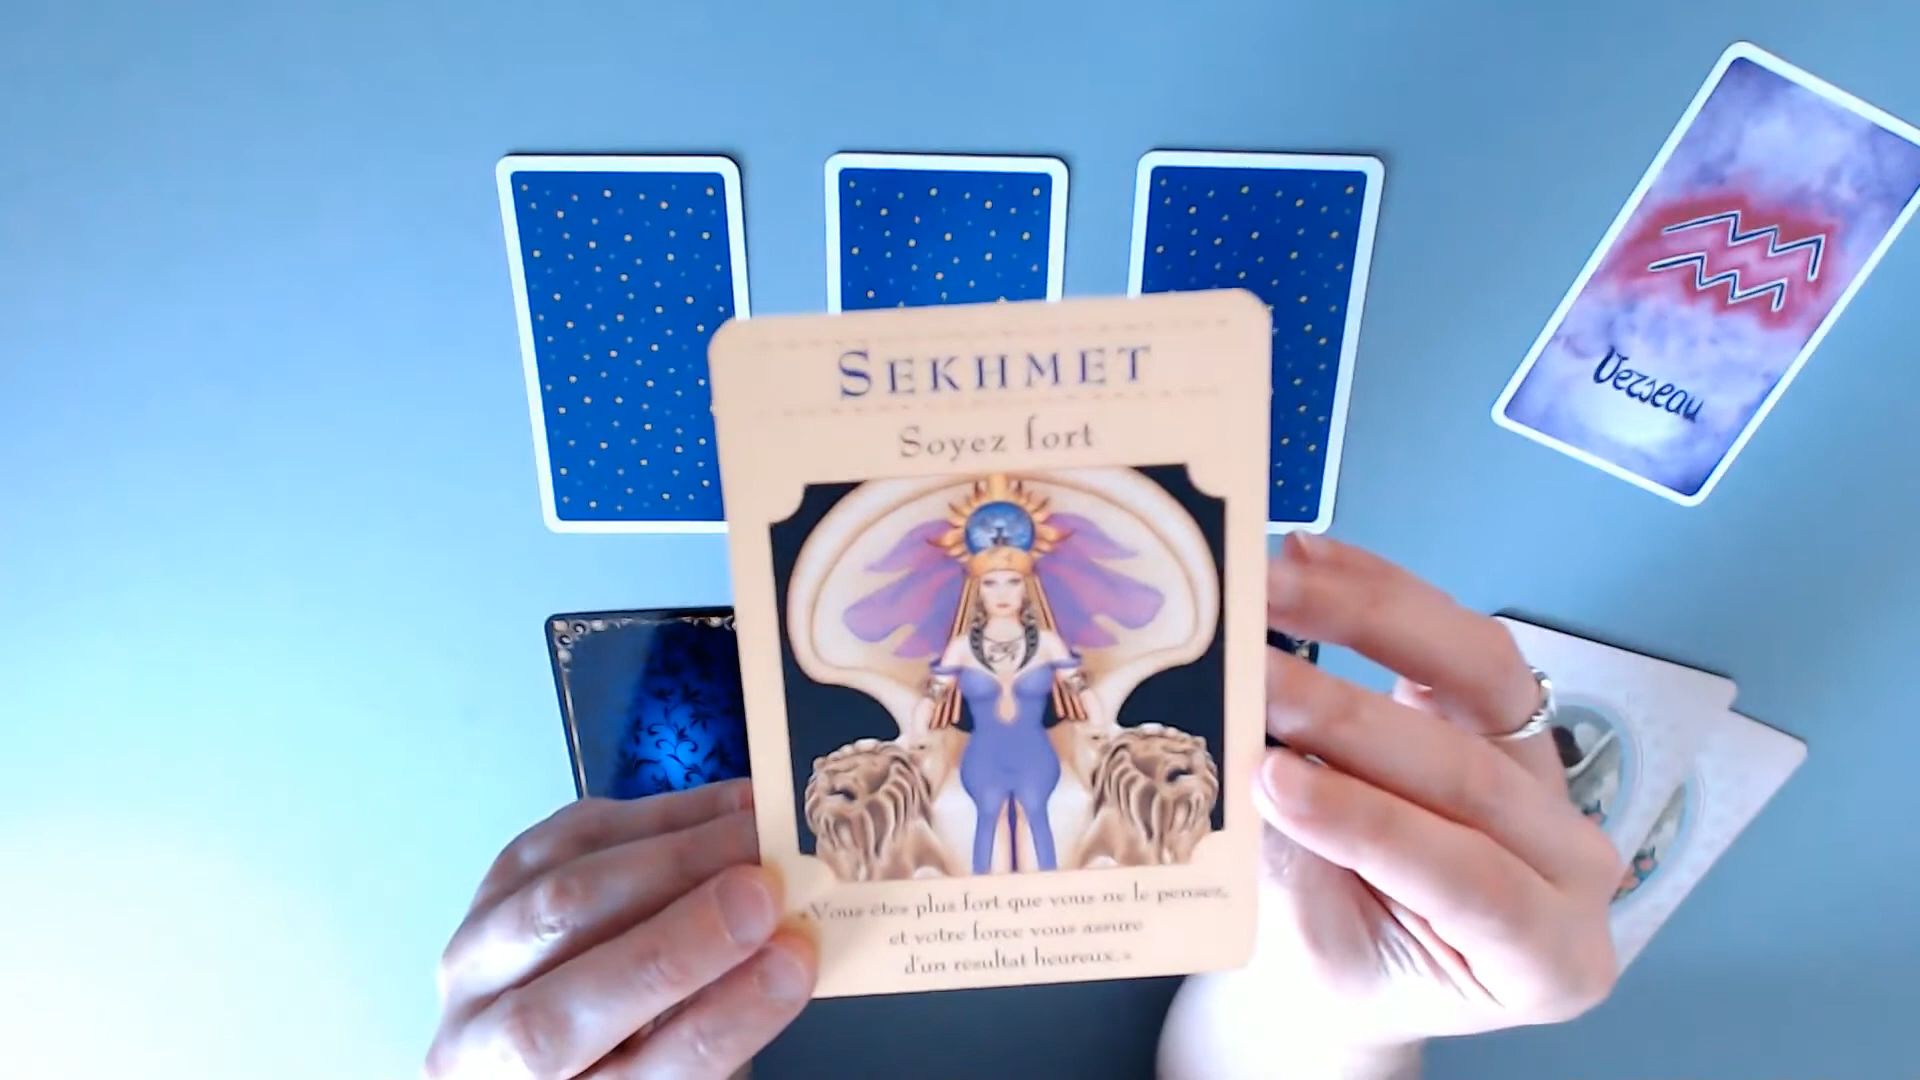 SEKHMET
Soyez fort
«Vous êtes plus fort que vous ne le pensez,
et votre force vous assure
d'un résultat heureux.»
Verseau